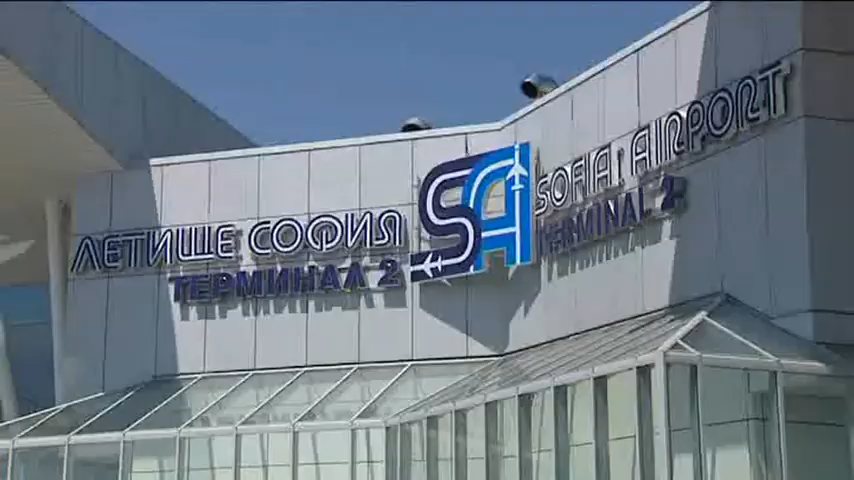 ЛЕТИЩЕ СОФИЯ
ТЕРМИНАЛ 2
SA
SOFIA AIRPORT
TERMINAL 2